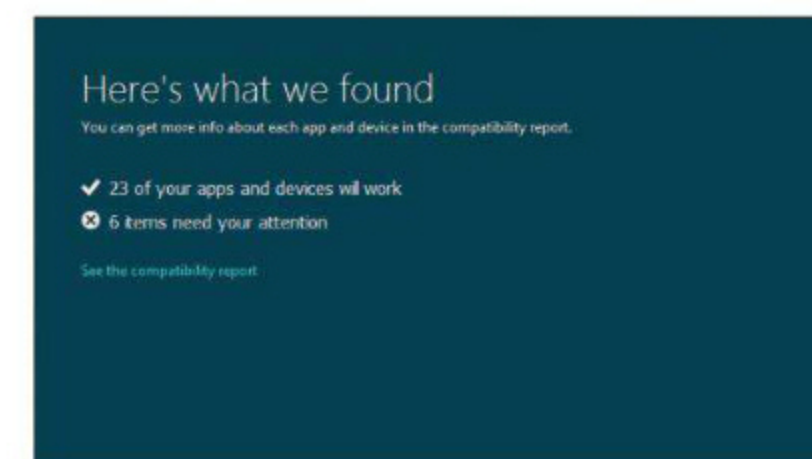 Here's what we found
You can get more info about each app and device in the compatibility report.
23 of your apps and devices will work
6 items need your attention
See the compatibility report